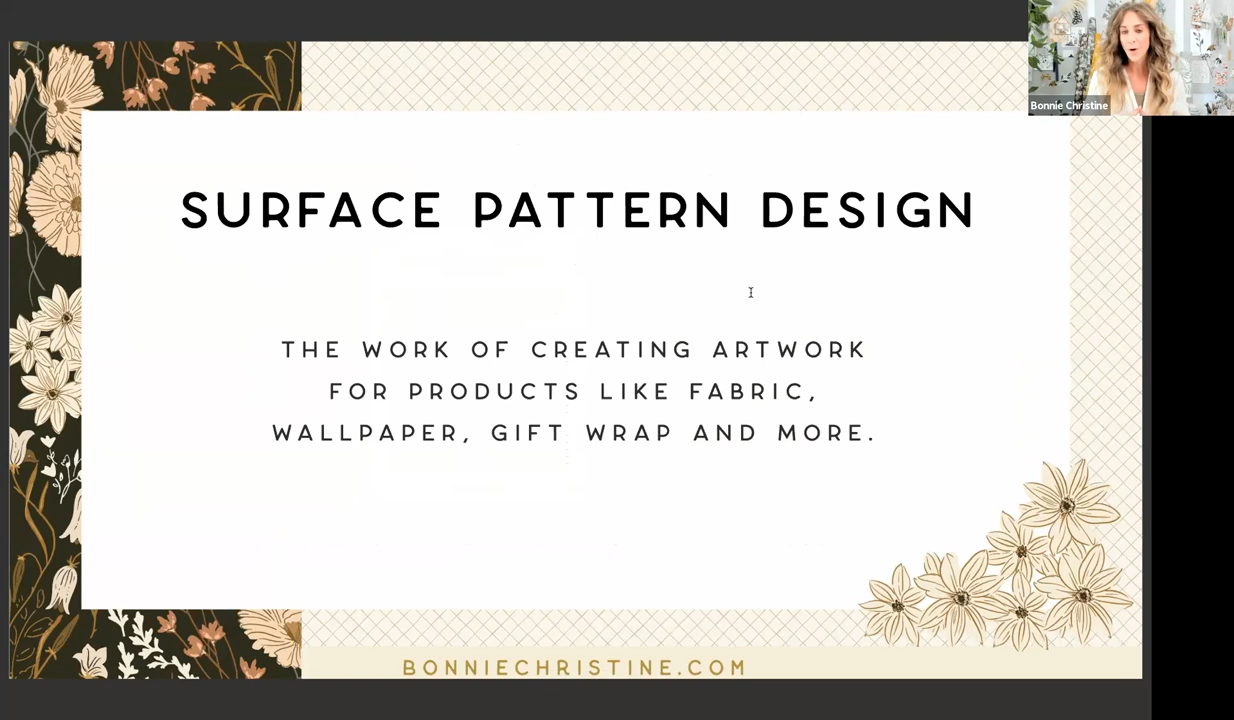 Bonnie Christine
SURFACE PATTERN DESIGN
THE WORK OF CREATING ARTWORK
FOR PRODUCTS LIKE FABRIC,
WALLPAPER, GIFT WRAP AND MORE.
BONNIECHRISTINE.COM